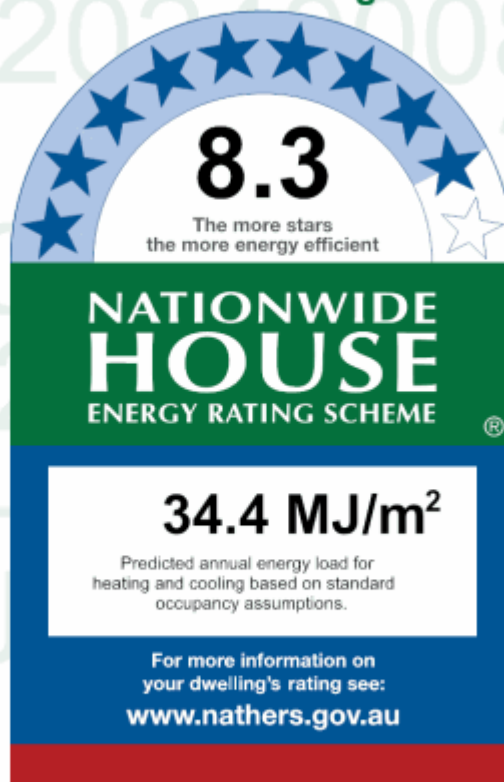 8.3
The more stars
the more energy efficient
NATIONWIDE
HOUSE
ENERGY RATING SCHEME
®
34.4 MJ/m²
Predicted annual energy load for
heating and cooling based on standard
occupancy assumptions.
For more information on
your dwelling's rating see:
www.nathers.gov.au